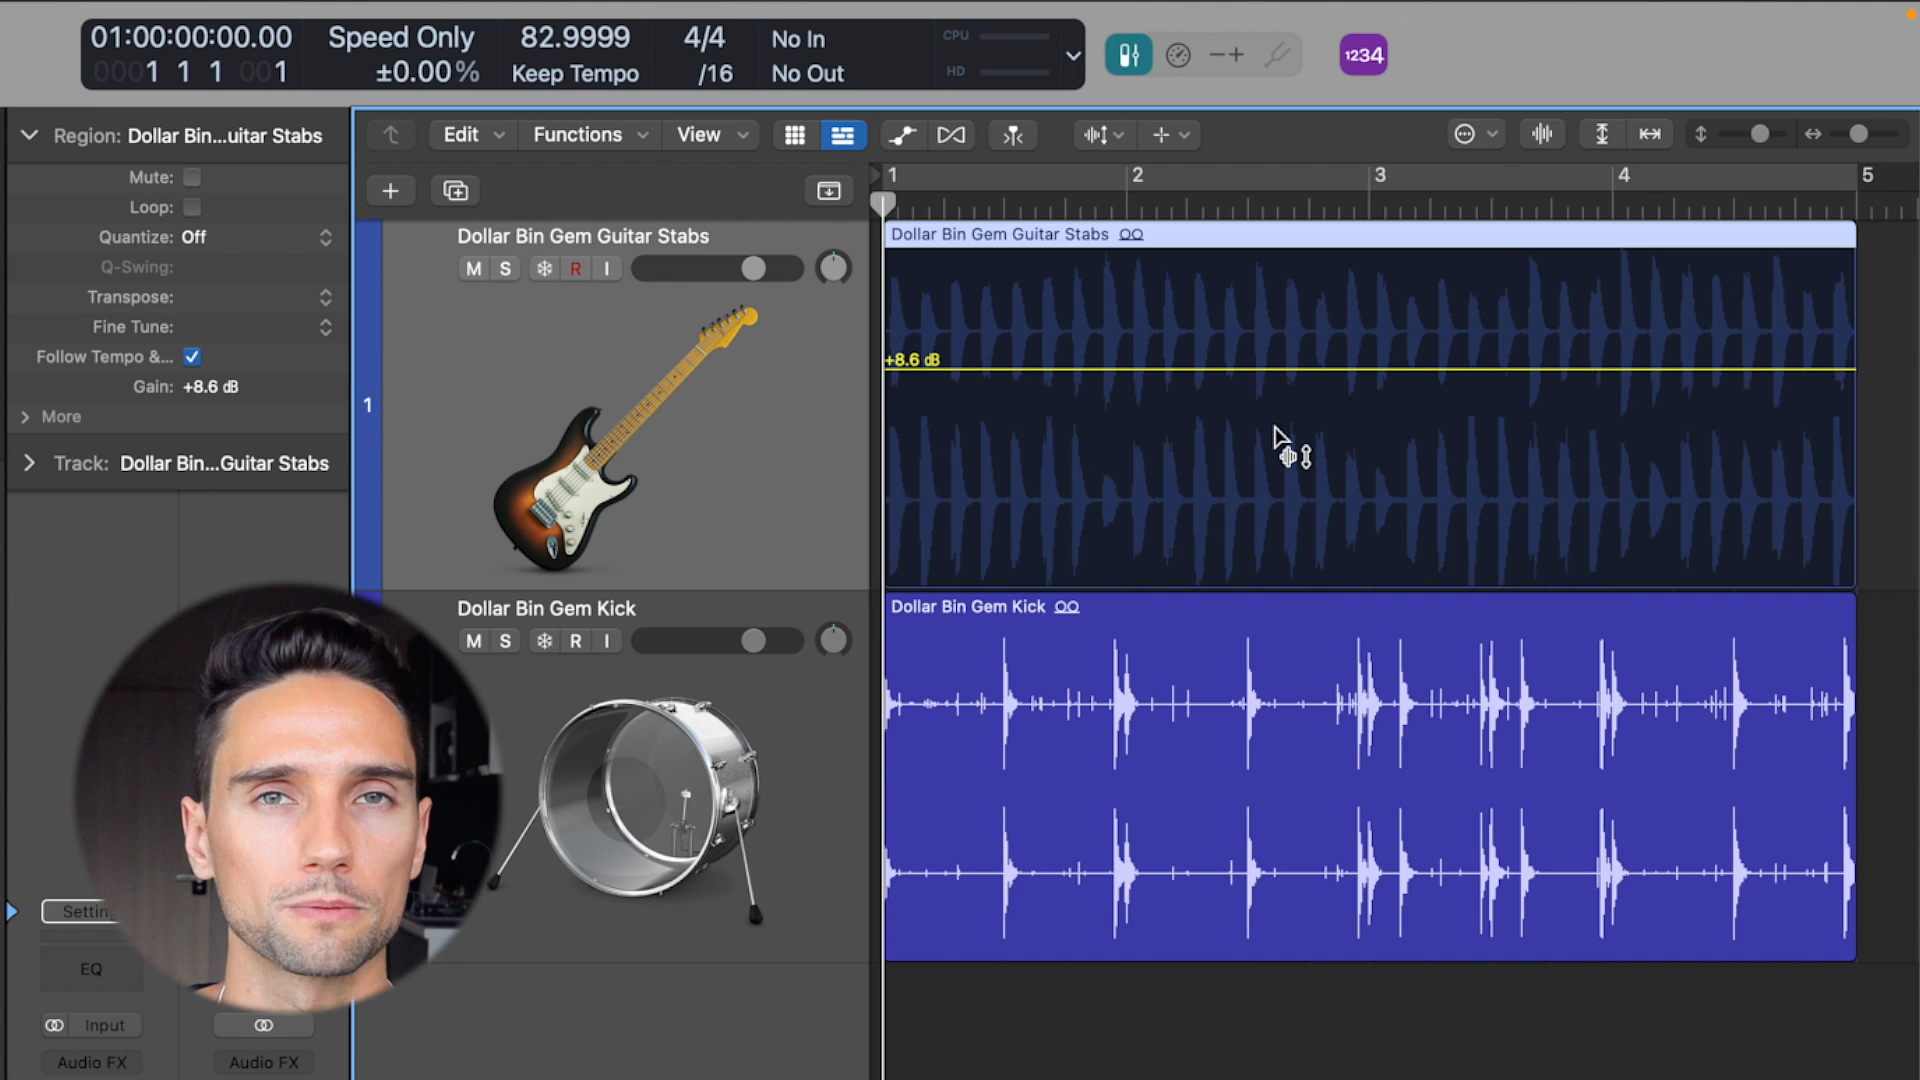 01:00:00:00.00
0001 1 1 001
Speed Only
±0.00%
82.9999
Keep Tempo
4/4
/16
No In
No Out
CPU
HD
1234
Region: Dollar Bin...uitar Stabs
Mute:
Loop:
Quantize: Off
Q-Swing:
Transpose:
Fine Tune:
Follow Tempo &...
Gain: +8.6 dB
More
Track: Dollar Bin...Guitar Stabs
Edit
Functions
View
1
2
3
4
5
1
Dollar Bin Gem Guitar Stabs
M S R I
Dollar Bin Gem Guitar Stabs
+8.6 dB
Dollar Bin Gem Kick
M S R I
Dollar Bin Gem Kick
Settin
EQ
Input
Audio FX
Audio FX